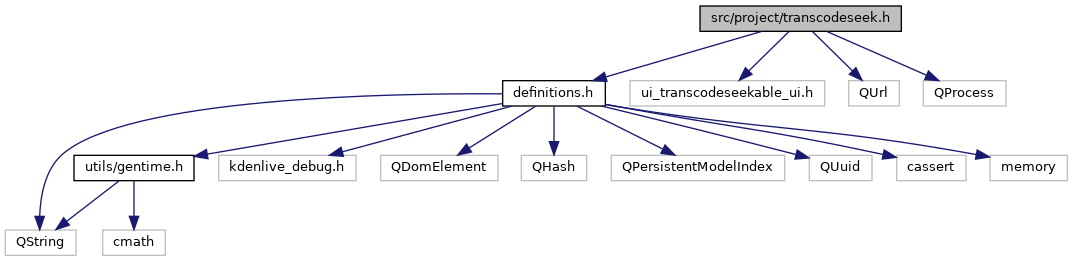 src/project/transcodeseek.h
definitions.h
ui_transcodeseekable_ui.h
QUrl
QProcess
utils/gentime.h
kdenlive_debug.h
QDomElement
QHash
QPersistentModelIndex
QUuid
cassert
memory
QString
cmath